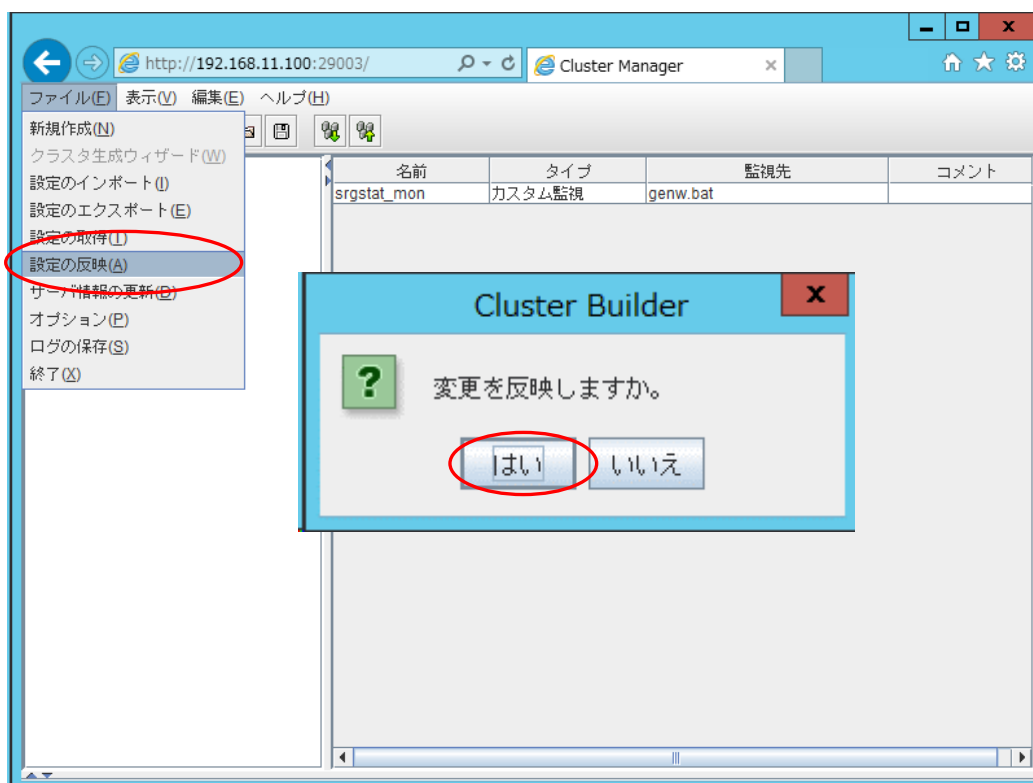 http://192.168.11.100:29003/
Cluster Manager
ファイル(F) 表示(V) 編集(E) ヘルプ(H)
新規作成(N)
クラスタ生成ウィザード(W)
設定のインポート(I)
設定のエクスポート(E)
設定の取得(T)
設定の反映(A)
サーバ情報の更新(D)
オプション(P)
ログの保存(S)
終了(X)
名前 タイプ 監視先 コメント
srgstat_mon カスタム監視 genw.bat
Cluster Builder
変更を反映しますか。
はい いいえ